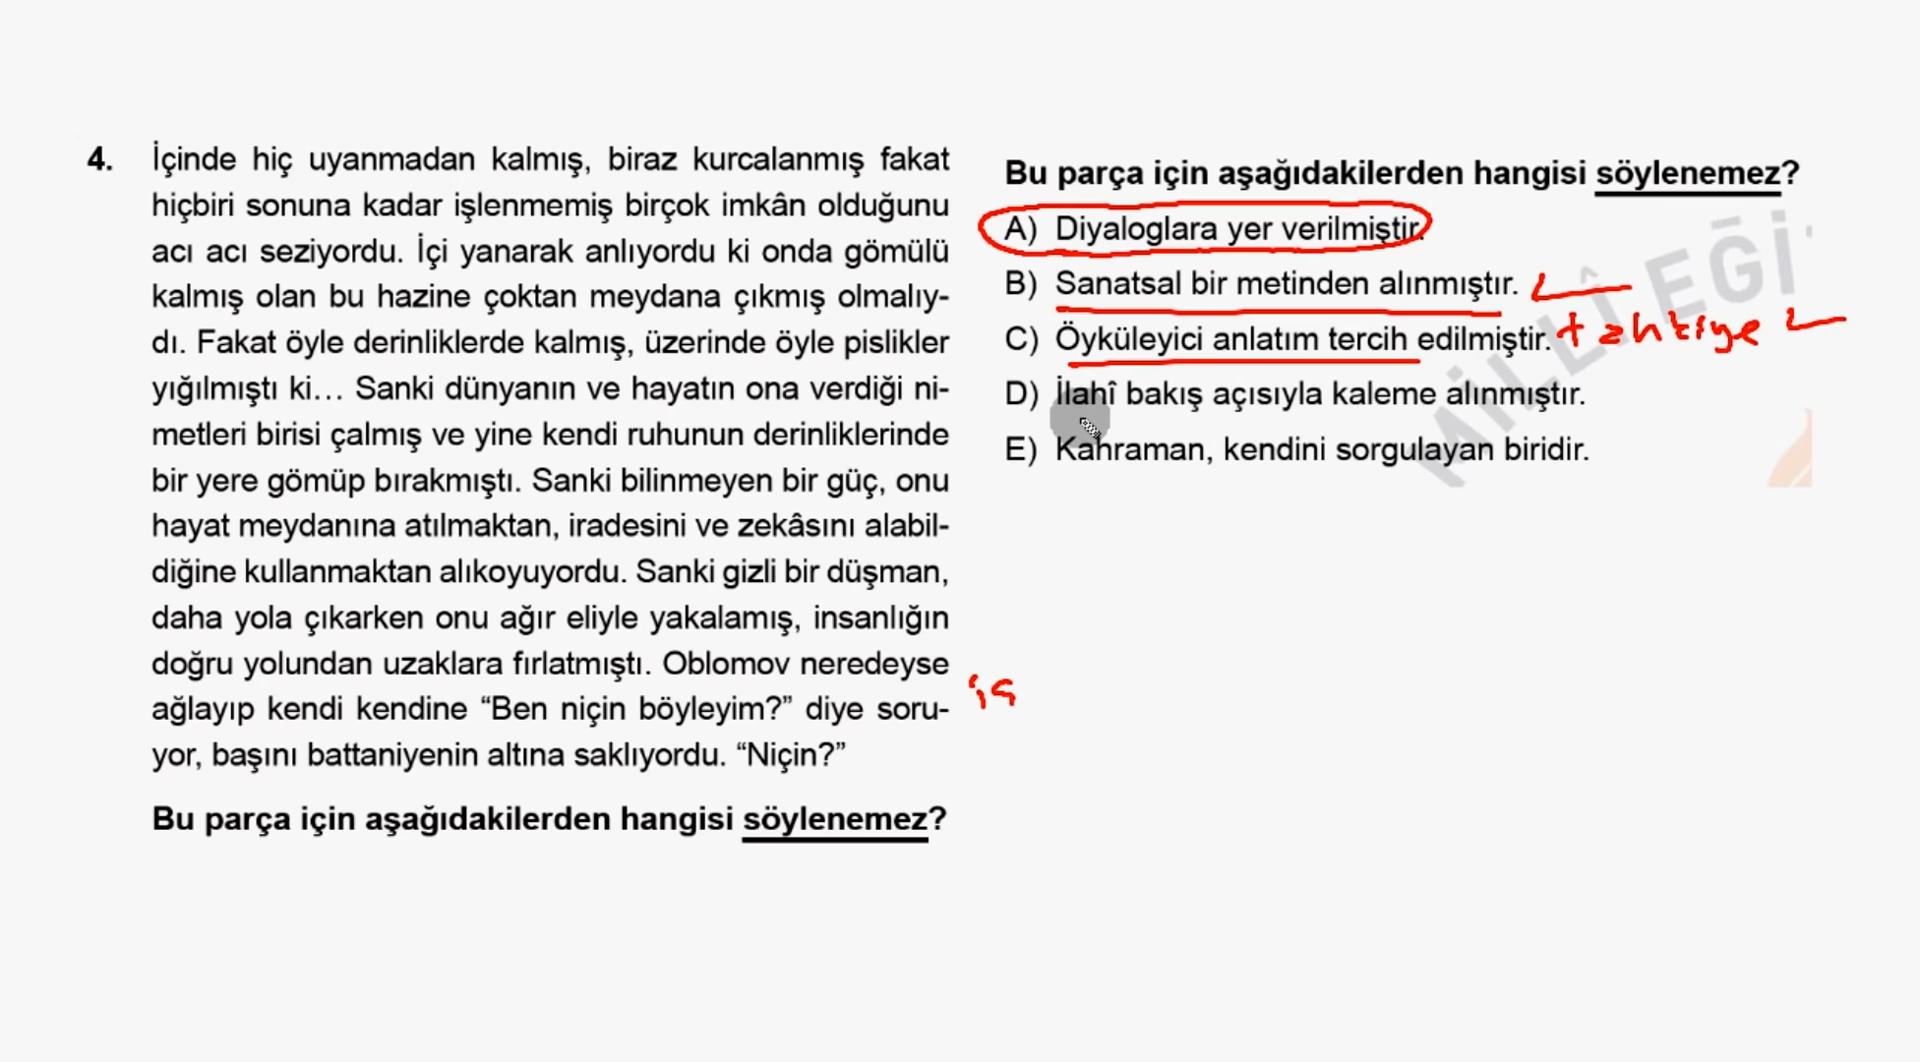 4. İçinde hiç uyanmadan kalmış, biraz kurcalanmış fakat
hiçbiri sonuna kadar işlenmemiş birçok imkân olduğunu
acı acı seziyordu. İçi yanarak anlıyordu ki onda gömülü
kalmış olan bu hazine çoktan meydana çıkmış olmalıy-
dı. Fakat öyle derinliklerde kalmış, üzerinde öyle pislikler
yığılmıştı ki... Sanki dünyanın ve hayatın ona verdiği ni-
metleri birisi çalmış ve yine kendi ruhunun derinliklerinde
bir yere gömüp bırakmıştı. Sanki bilinmeyen bir güç, onu
hayat meydanına atılmaktan, iradesini ve zekâsını alabil-
diğine kullanmaktan alıkoyuyordu. Sanki gizli bir düşman,
daha yola çıkarken onu ağır eliyle yakalamış, insanlığın
doğru yolundan uzaklara fırlatmıştı. Oblomov neredeyse
ağlayıp kendi kendine “Ben niçin böyleyim?” diye soru-
yor, başını battaniyenin altına saklıyordu. “Niçin?”
iç
Bu parça için aşağıdakilerden hangisi söylenemez?
Bu parça için aşağıdakilerden hangisi söylenemez?
A) Diyaloglara yer verilmiştir.
B) Sanatsal bir metinden alınmıştır.
C) Öyküleyici anlatım tercih edilmiştir. tahkiye
D) İlahî bakış açısıyla kaleme alınmıştır.
E) Kahraman, kendini sorgulayan biridir.
MİLLÎ EĞİ